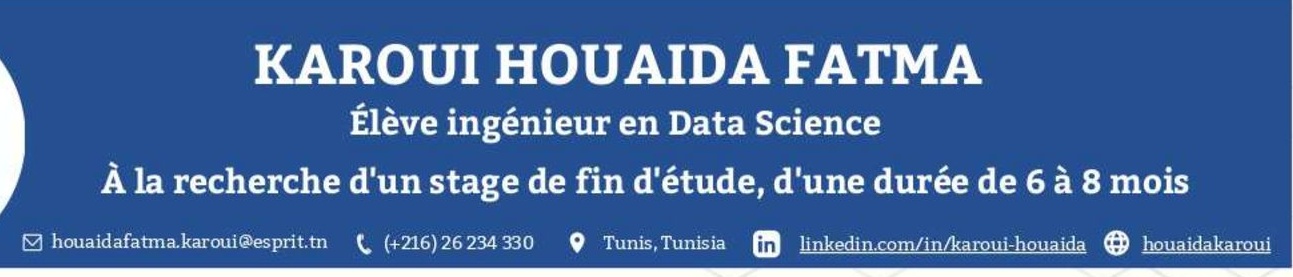 KAROUI HOUAIDA FATMA
Élève ingénieur en Data Science
À la recherche d'un stage de fin d'étude, d'une durée de 6 à 8 mois
houaidafatma.karoui@esprit.tn (+216) 26 234 330 Tunis, Tunisia in linkedin.com/in/karoui-houaida houaidakaroui